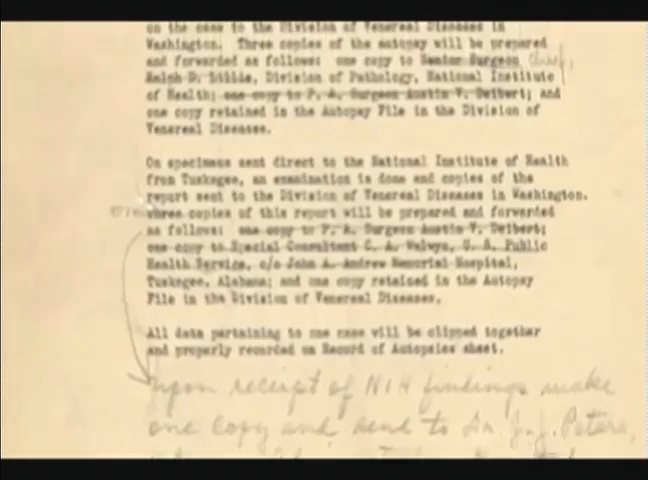 on the case to the Division of Venereal Diseases in
Washington. Three copies of the autopsy will be prepared
and forwarded as follows: one copy to Senior Surgeon Chief,
Ralph D. Lillie, Division of Pathology, National Institute
of Health; one copy to P. A. Surgeon Austin V. Deibert; and
one copy retained in the Autopsy File in the Division of
Venereal Diseases.
On specimens sent direct to the National Institute of Health
from Tuskegee, an examination is done and copies of the
report sent to the Division of Venereal Diseases in Washington.
three copies of this report will be prepared and forwarded
as follows: one copy to P. A. Surgeon Austin V. Deibert;
one copy to Special Consultant C. A. Walwyn, U. S. Public
Health Service, c/o John A. Andrew Memorial Hospital,
Tuskegee, Alabama; and one copy retained in the Autopsy
File in the Division of Venereal Diseases.
All data pertaining to one case will be clipped together
and properly recorded on Record of Autopsies sheet.
Upon receipt of NIH findings make
one copy and send to Dr. J. J. Peters,